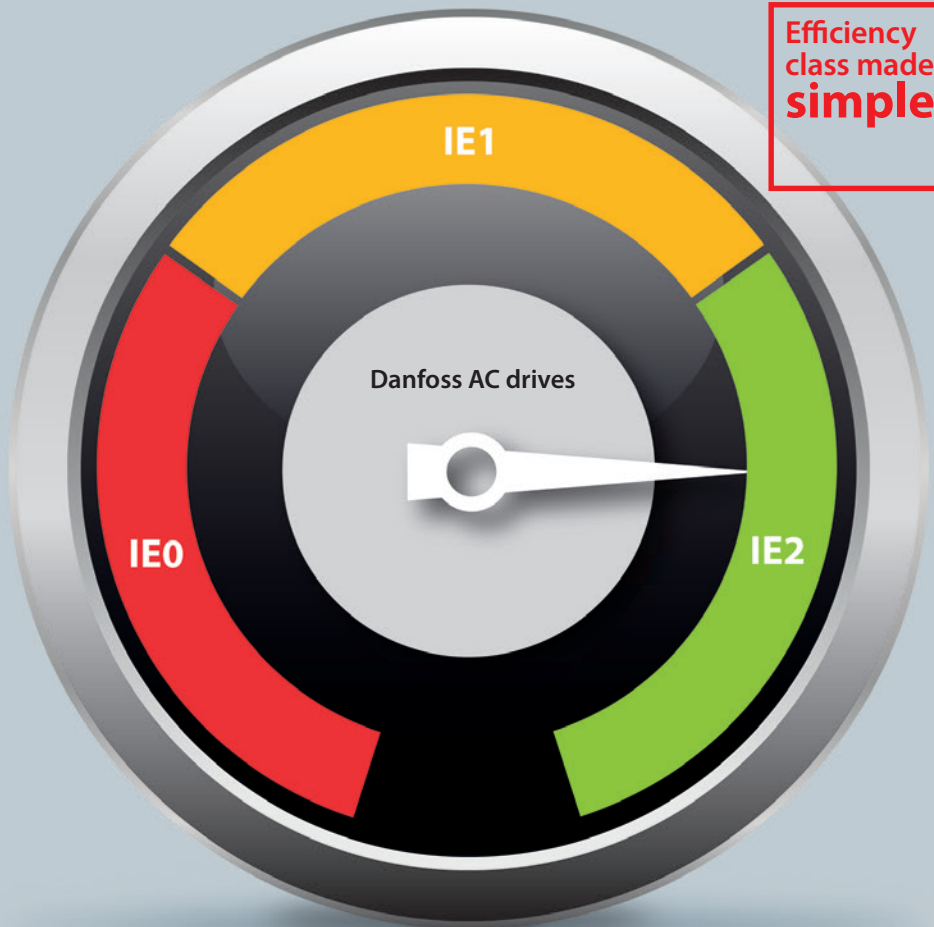 Efficiency
class made
simple
IE1
Danfoss AC drives
IE0
IE2